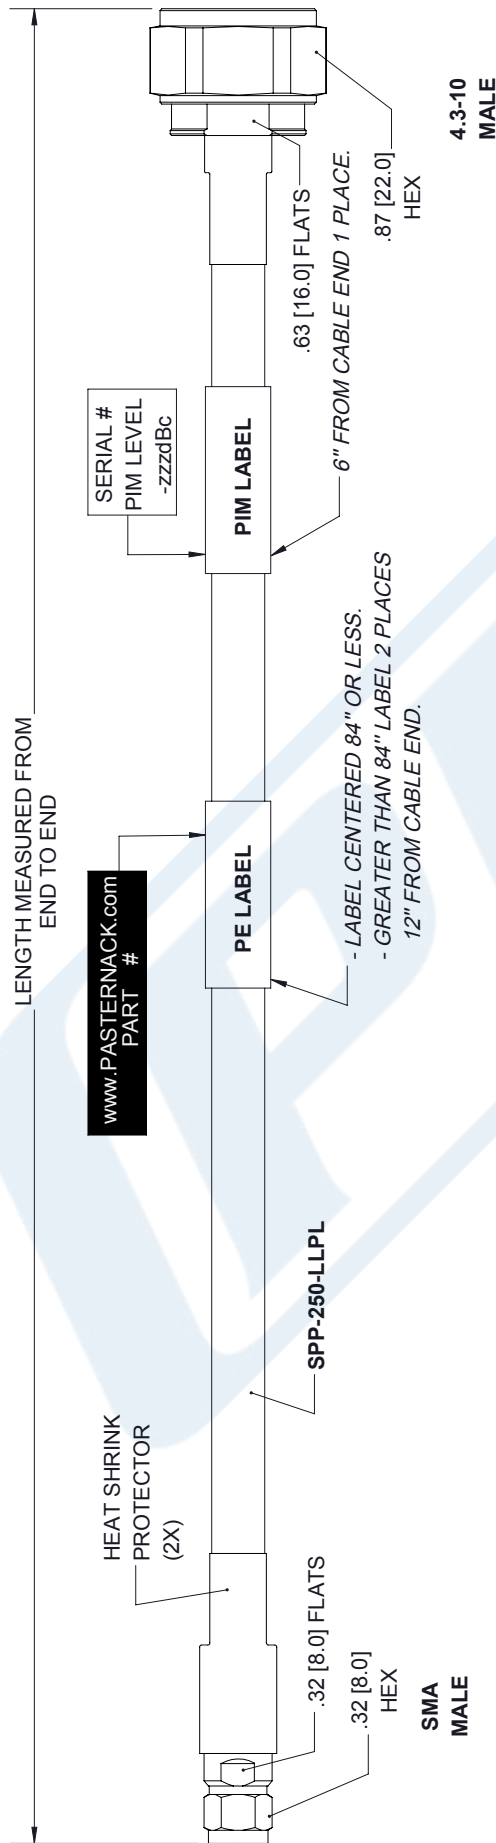 LENGTH MEASURED FROM
END TO END
www.PASTERNACK.com
PART #
SERIAL #
PIM LEVEL
-zzzdBc
HEAT SHRINK
PROTECTOR
(2X)
PE LABEL
PIM LABEL
.32 [8.0] FLATS
.32 [8.0]
HEX
SMA
MALE
SPP-250-LLPL
- LABEL CENTERED 84" OR LESS.
- GREATER THAN 84" LABEL 2 PLACES
12" FROM CABLE END.
.63 [16.0] FLATS
6" FROM CABLE END 1 PLACE.
.87 [22.0]
HEX
4.3-10
MALE